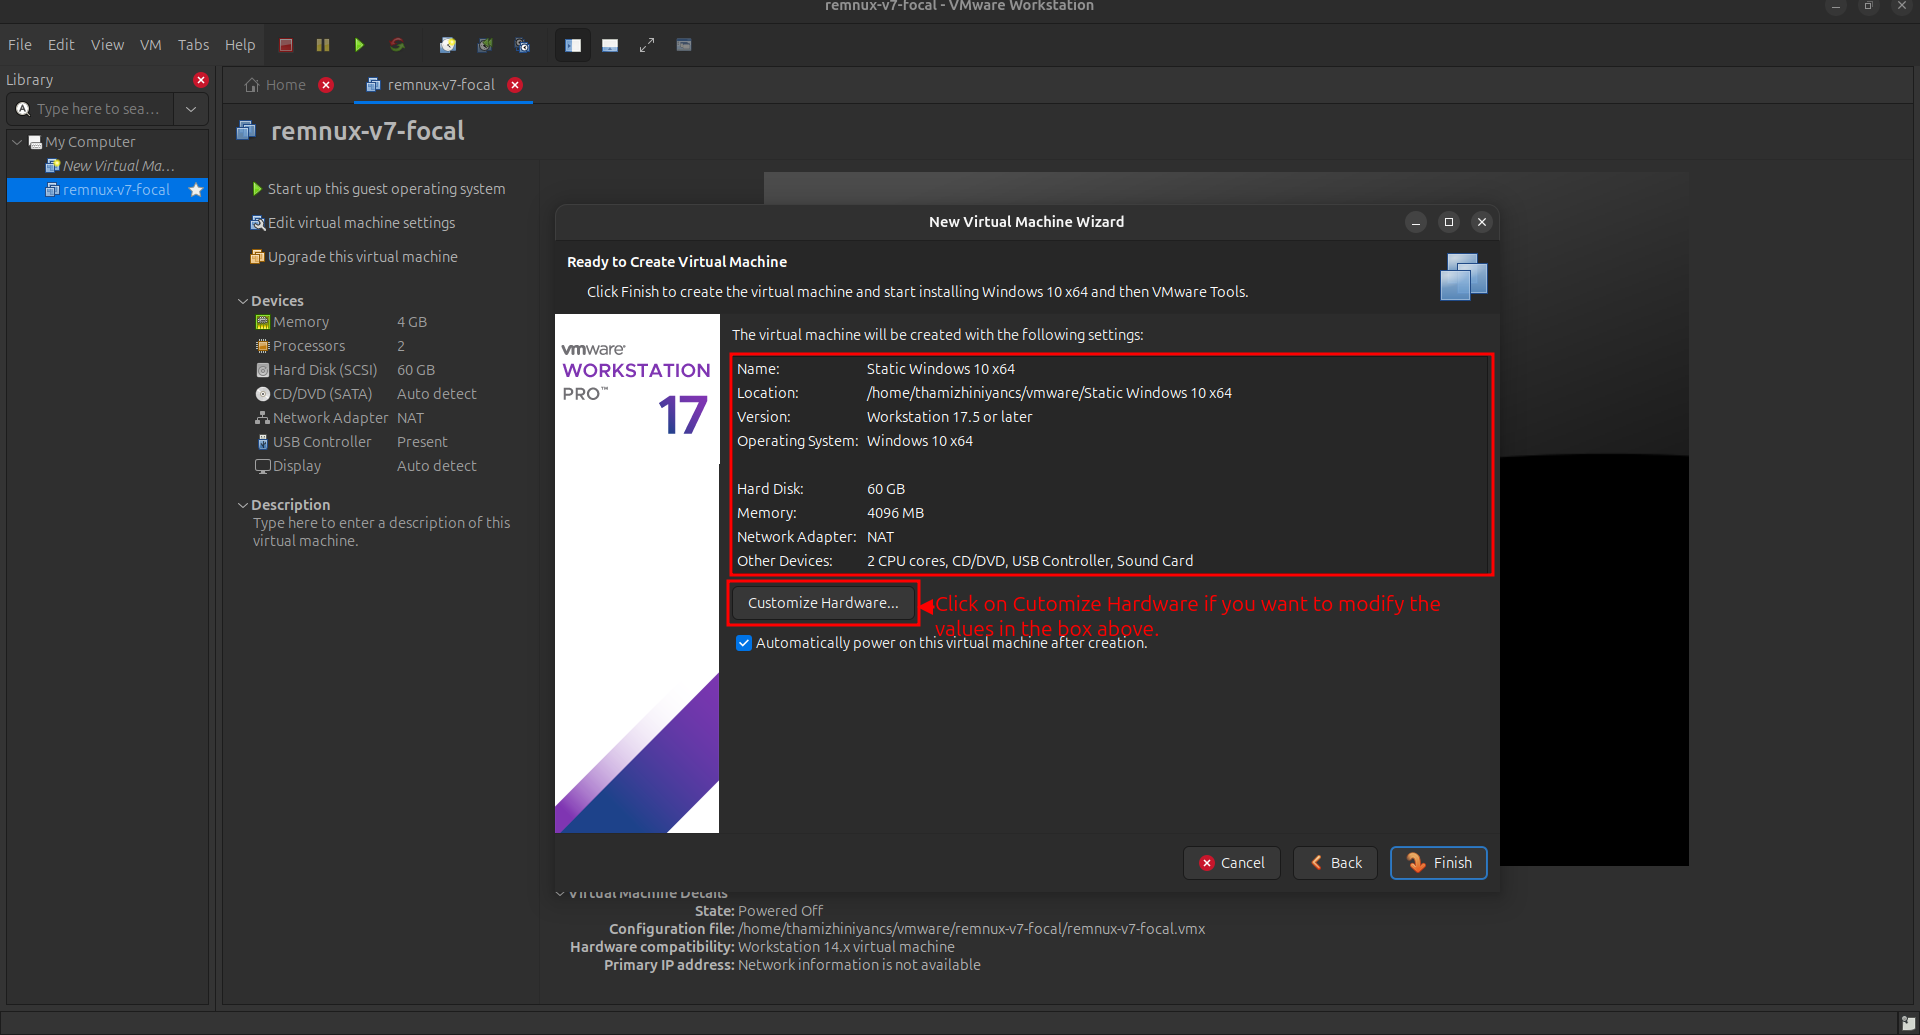 remnux-v7-focal - VMware Workstation
File Edit View VM Tabs Help
Library
Home
remnux-v7-focal
Type here to sea...
remnux-v7-focal
My Computer
New Virtual Ma...
remnux-v7-focal
Start up this guest operating system
Edit virtual machine settings
Upgrade this virtual machine
Devices
Memory 4 GB
Processors 2
Hard Disk (SCSI) 60 GB
CD/DVD (SATA) Auto detect
Network Adapter NAT
USB Controller Present
Display Auto detect
Description
Type here to enter a description of this
virtual machine.
New Virtual Machine Wizard
Ready to Create Virtual Machine
Click Finish to create the virtual machine and start installing Windows 10 x64 and then VMware Tools.
vmware
WORKSTATION
PRO™
17
The virtual machine will be created with the following settings:
Name: Static Windows 10 x64
Location: /home/thamizhiniyancs/vmware/Static Windows 10 x64
Version: Workstation 17.5 or later
Operating System: Windows 10 x64
Hard Disk: 60 GB
Memory: 4096 MB
Network Adapter: NAT
Other Devices: 2 CPU cores, CD/DVD, USB Controller, Sound Card
Customize Hardware...
Click on Cutomize Hardware if you want to modify the
values in the box above.
Automatically power on this virtual machine after creation.
Cancel
Back
Finish
Virtual Machine Details
State: Powered Off
Configuration file: /home/thamizhiniyancs/vmware/remnux-v7-focal/remnux-v7-focal.vmx
Hardware compatibility: Workstation 14.x virtual machine
Primary IP address: Network information is not available